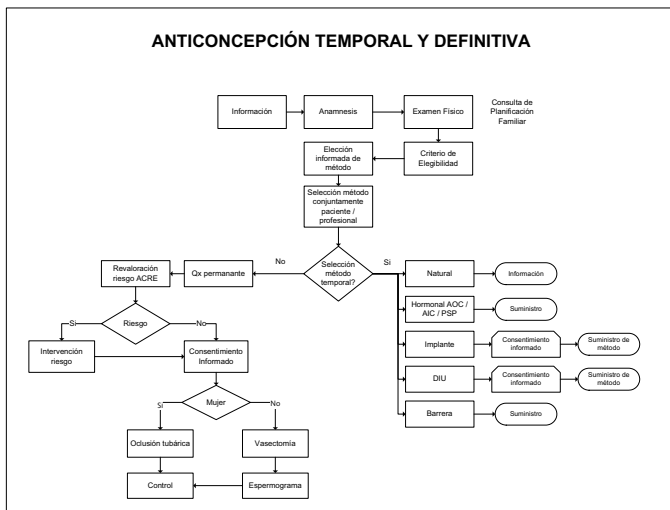 ANTICONCEPCIÓN TEMPORAL Y DEFINITIVA
Información
Anamnesis
Examen Físico
Consulta de
Planificación
Familiar
Elección
informada de
método
Criterio de
Elegibilidad
Selección método
conjuntamente
paciente /
profesional
Selección
método
temporal?
No
Si
Revaloración
riesgo ACRE
Qx permanante
Natural
Información
Hormonal AOC /
AIC / PSP
Suministro
Riesgo
Si
No
Implante
Consentimiento
informado
Suministro de
método
Intervención
riesgo
Consentimiento
Informado
DIU
Consentimiento
informado
Suministro de
método
Mujer
Si
No
Barrera
Suministro
Oclusión tubárica
Vasectomía
Control
Espermograma